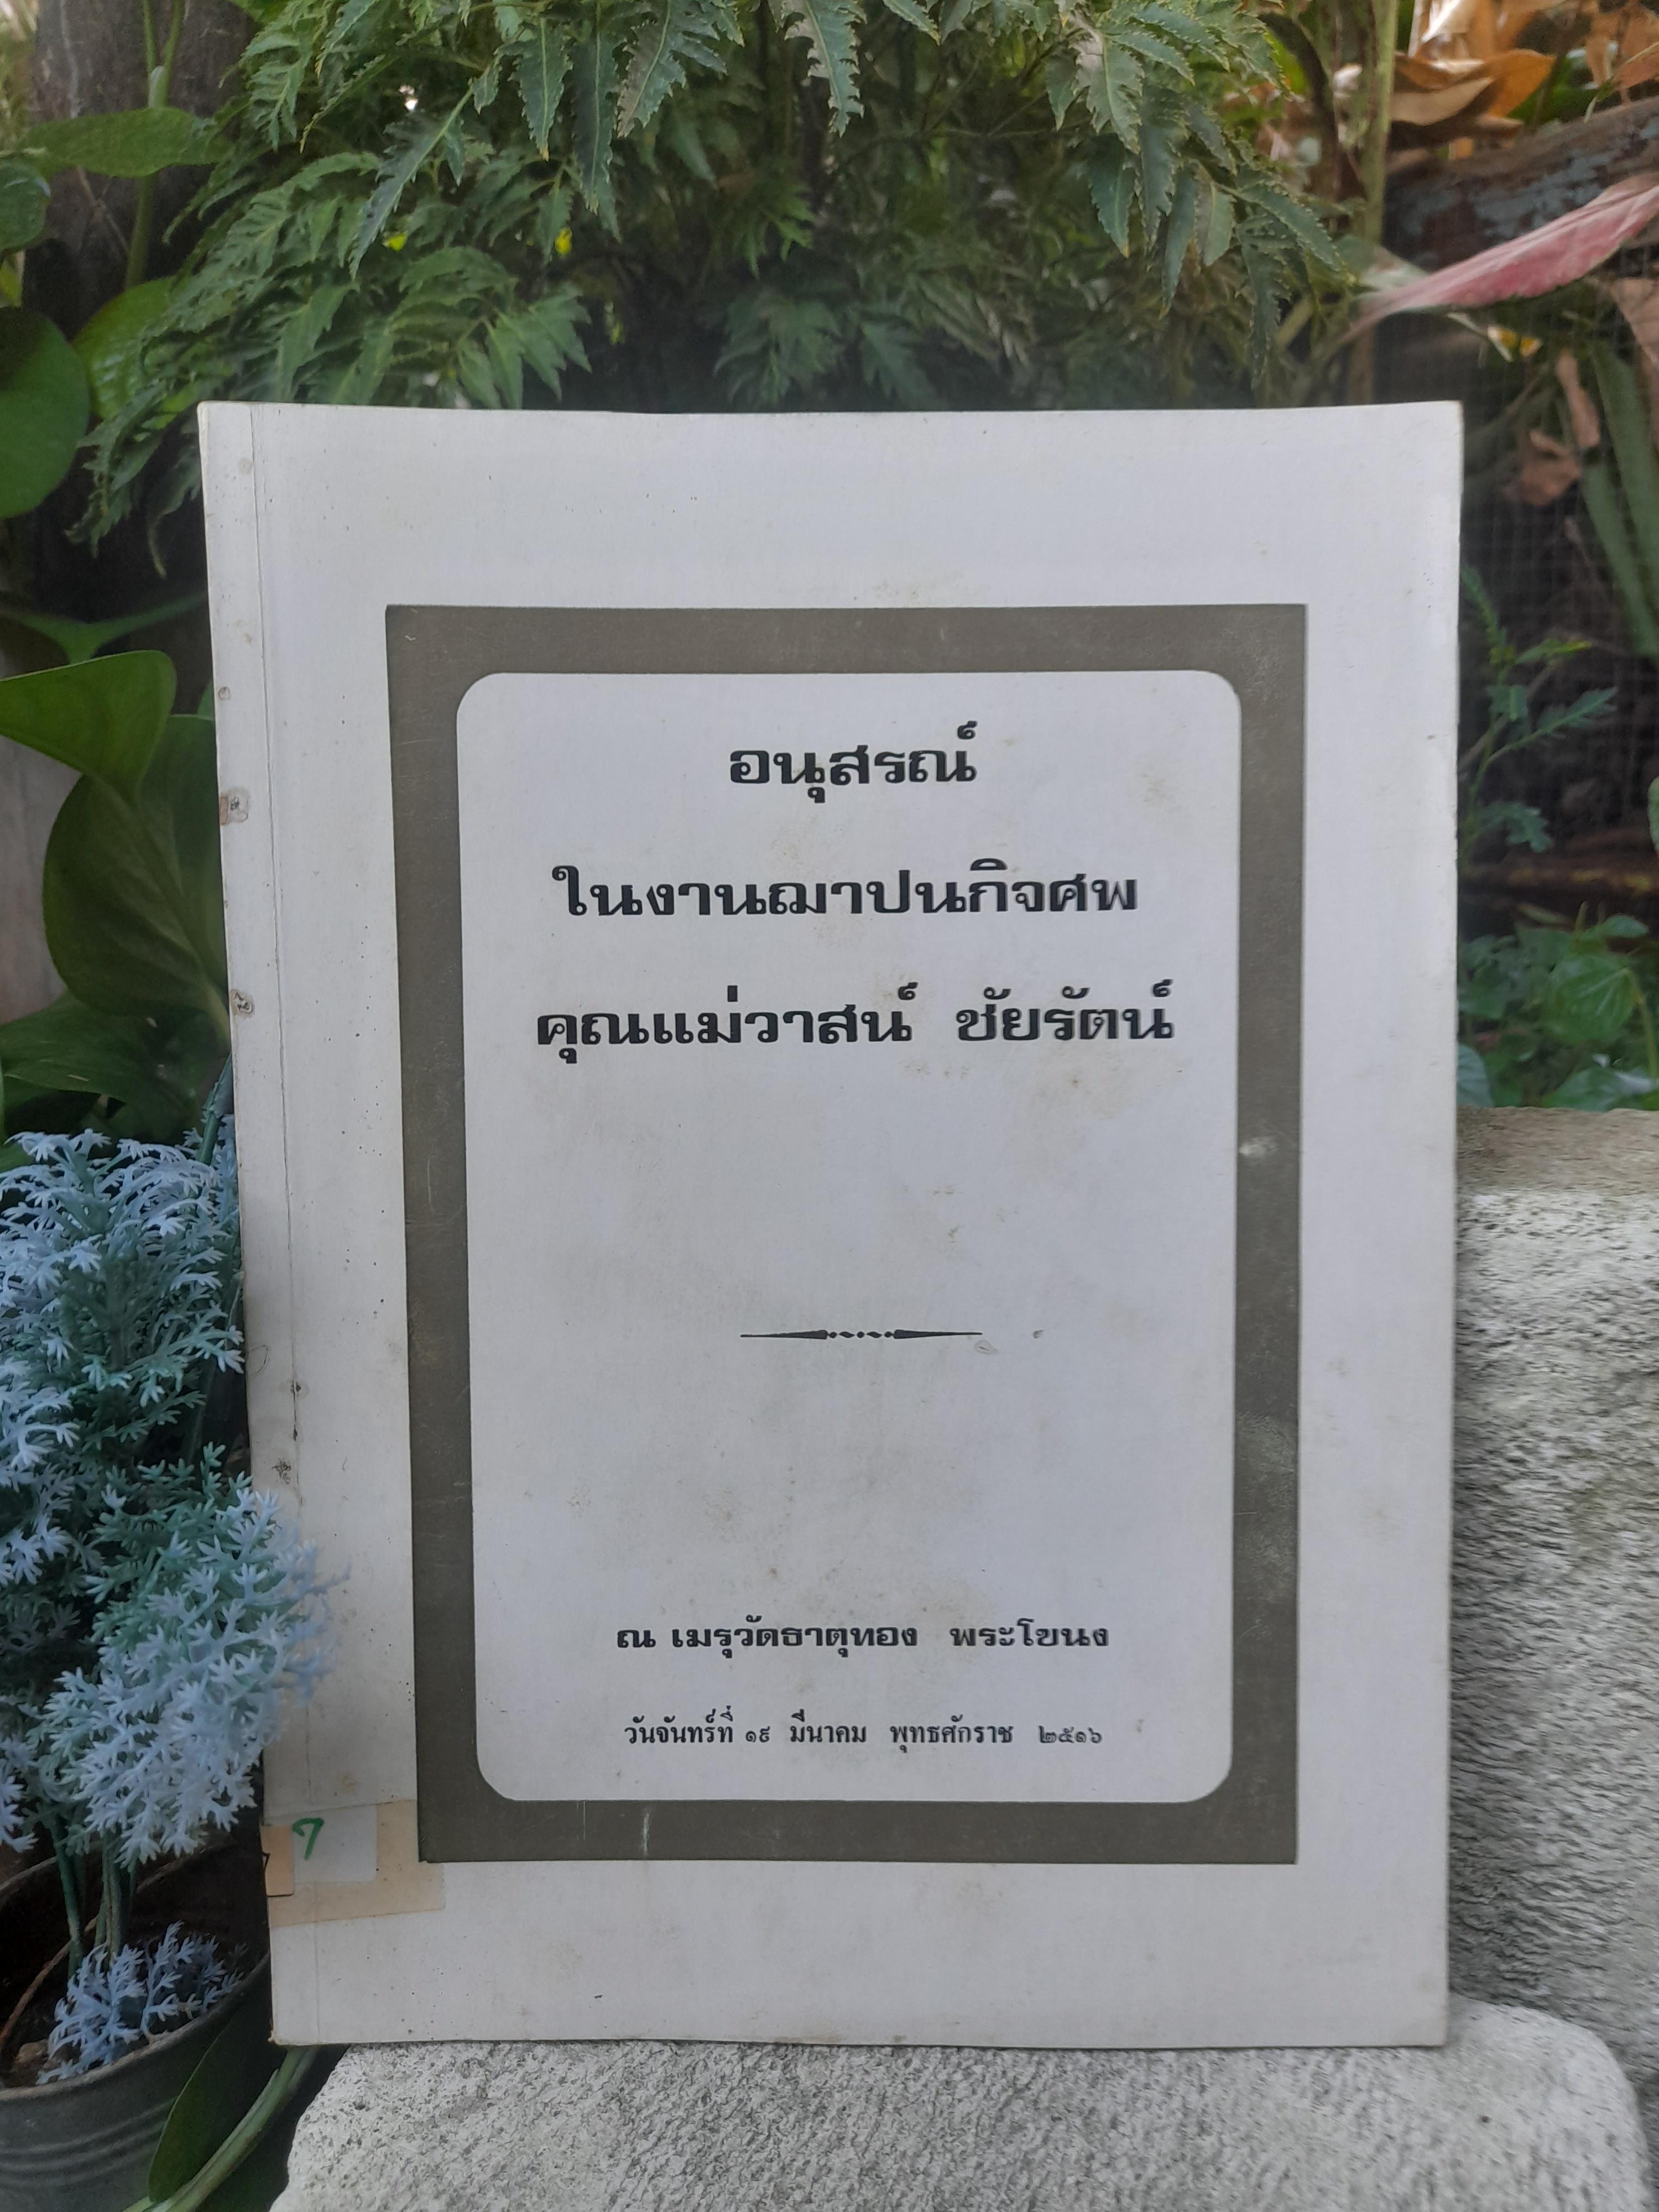 อนุสรณ์
ในงานฌาปนกิจศพ
คุณแม่วาสน์ ชัยรัตน์
ณ เมรุวัดธาตุทอง พระโขนง
วันจันทร์ที่ ๑๙ มีนาคม พุทธศักราช ๒๕๑๖
7